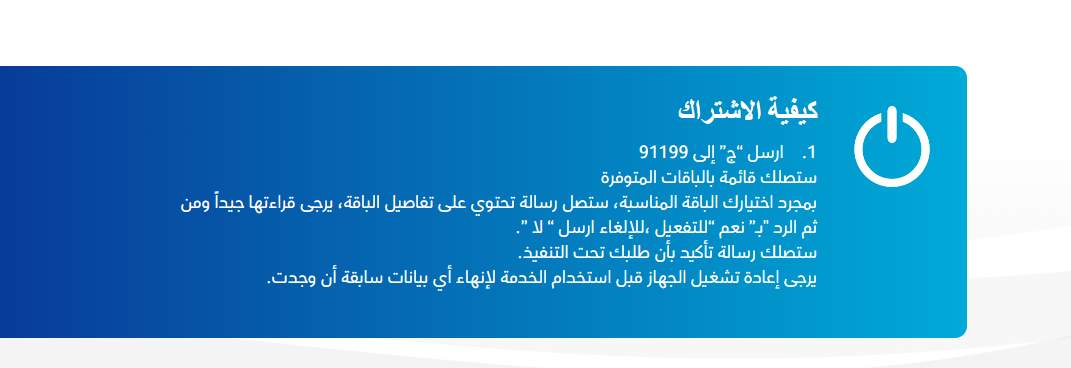 كيفية الاشتراك
1. ارسل “ج” إلى 91199
ستصلك قائمة بالباقات المتوفرة
بمجرد اختيارك الباقة المناسبة، ستصل رسالة تحتوي على تفاصيل الباقة، يرجى قراءتها جيداً ومن
ثم الرد "بـ” نعم “للتفعيل ،للإلغاء ارسل “ لا ”.
ستصلك رسالة تأكيد بأن طلبك تحت التنفيذ.
يرجى إعادة تشغيل الجهاز قبل استخدام الخدمة لإنهاء أي بيانات سابقة أن وجدت.